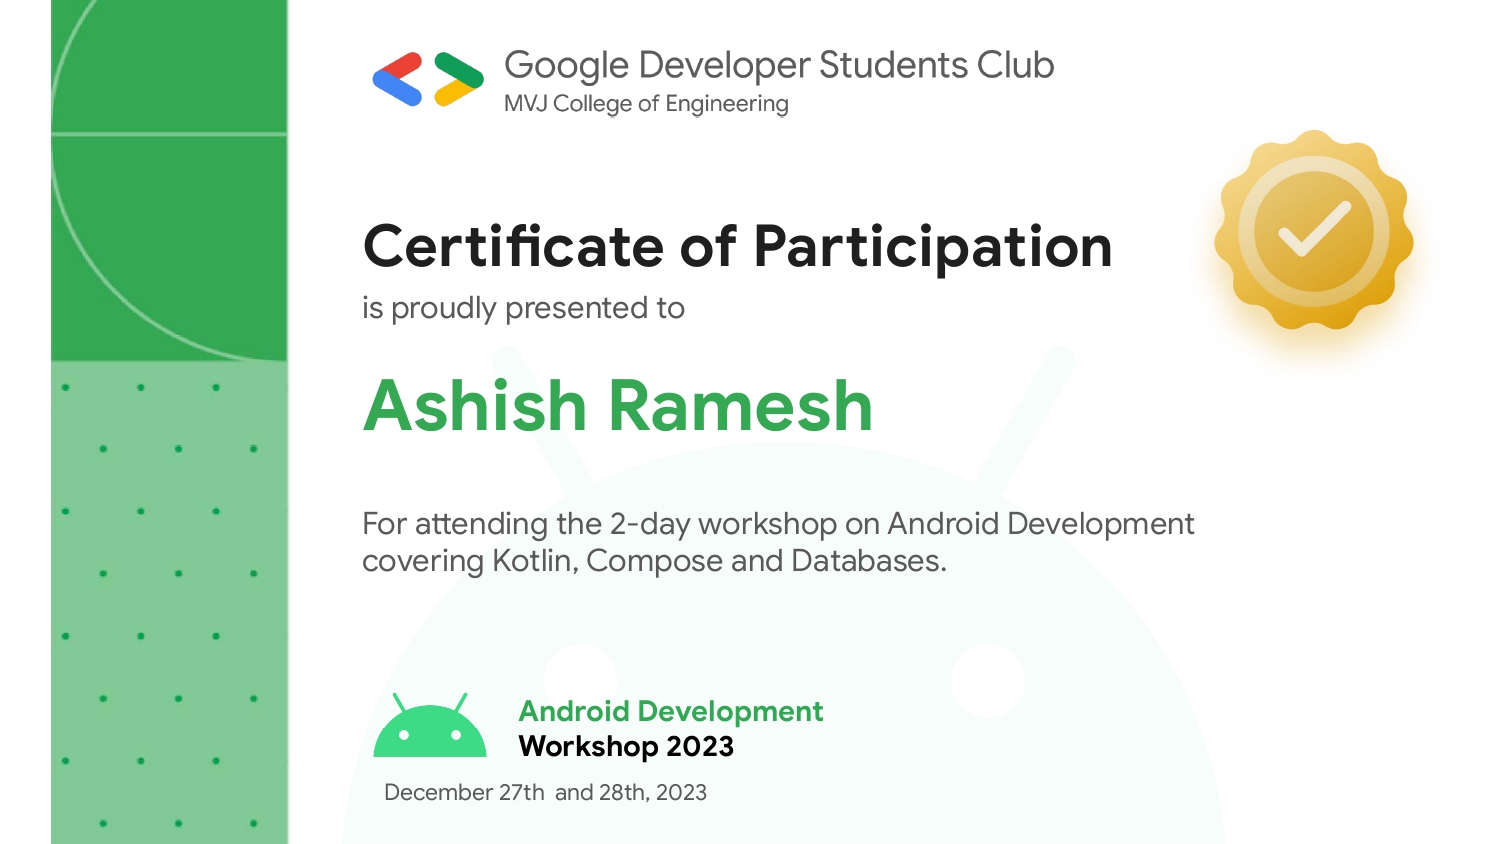 Google Developer Students Club
MVJ College of Engineering
Certificate of Participation
is proudly presented to
Ashish Ramesh
For attending the 2-day workshop on Android Development
covering Kotlin, Compose and Databases.
Android Development
Workshop 2023
December 27th and 28th, 2023